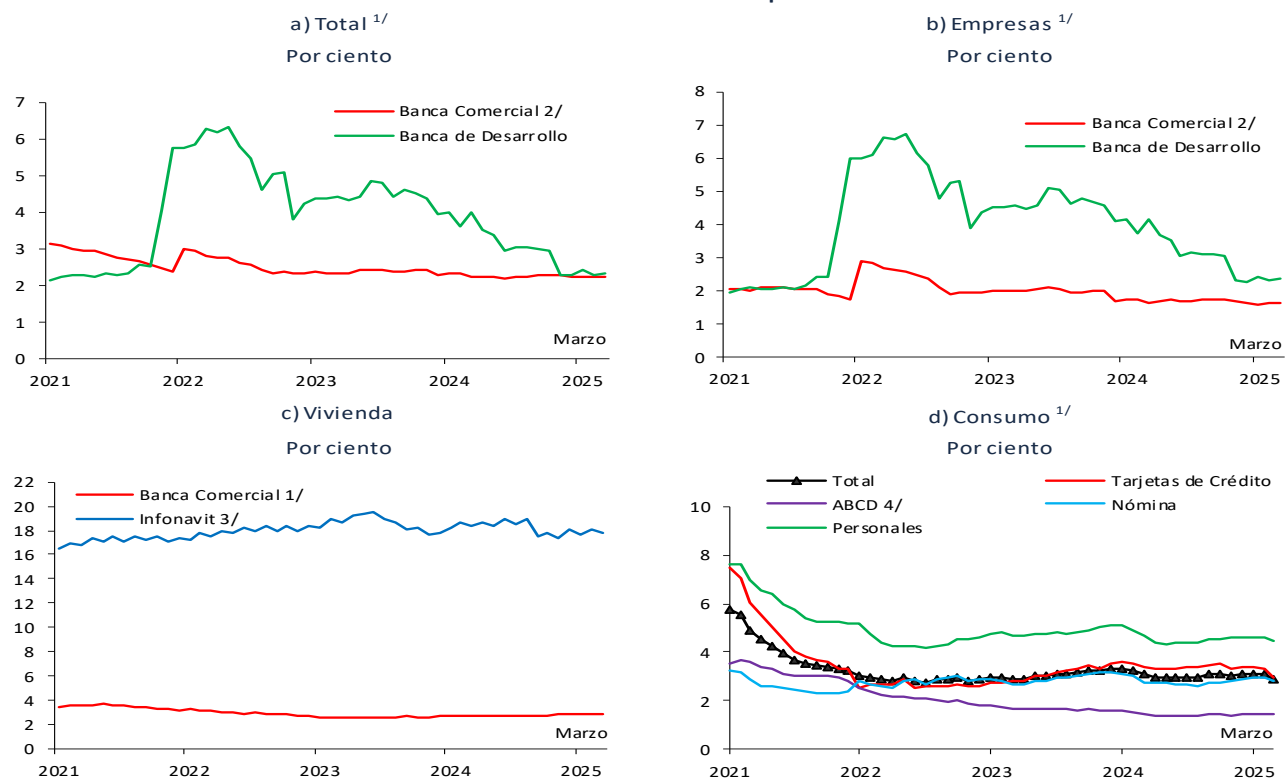 a) Total 1/
Por ciento
7
6
5
4
3
2
1
0
Banca Comercial 2/
Banca de Desarrollo
Marzo
2021 2022 2023 2024 2025
b) Empresas 1/
Por ciento
8
7
6
5
4
3
2
1
0
Banca Comercial 2/
Banca de Desarrollo
Marzo
2021 2022 2023 2024 2025
c) Vivienda
Por ciento
22
20
18
16
14
12
10
8
6
4
2
0
Banca Comercial 1/
Infonavit 3/
Marzo
2021 2022 2023 2024 2025
d) Consumo 1/
Por ciento
Total
Tarjetas de Crédito
ABCD 4/
Nómina
Personales
10
8
6
4
2
0
Marzo
2021 2022 2023 2024 2025